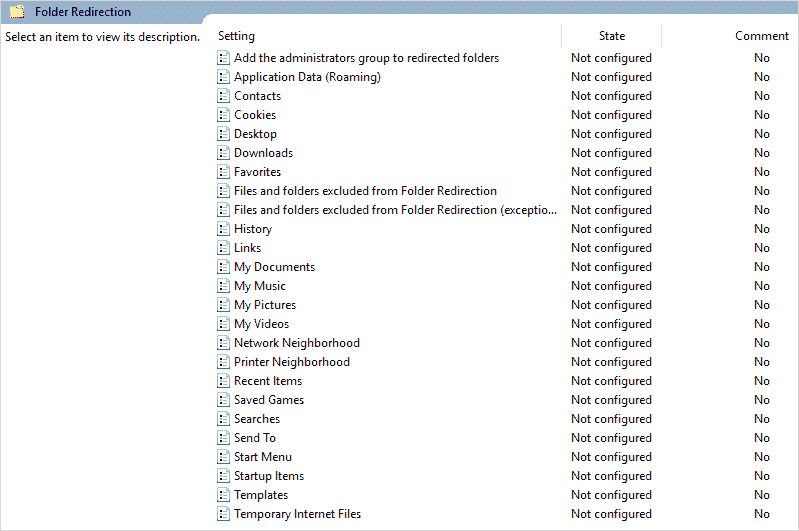 Folder Redirection
Select an item to view its description.
Setting State Comment
Add the administrators group to redirected folders Not configured No
Application Data (Roaming) Not configured No
Contacts Not configured No
Cookies Not configured No
Desktop Not configured No
Downloads Not configured No
Favorites Not configured No
Files and folders excluded from Folder Redirection Not configured No
Files and folders excluded from Folder Redirection (exceptio... Not configured No
History Not configured No
Links Not configured No
My Documents Not configured No
My Music Not configured No
My Pictures Not configured No
My Videos Not configured No
Network Neighborhood Not configured No
Printer Neighborhood Not configured No
Recent Items Not configured No
Saved Games Not configured No
Searches Not configured No
Send To Not configured No
Start Menu Not configured No
Startup Items Not configured No
Templates Not configured No
Temporary Internet Files Not configured No